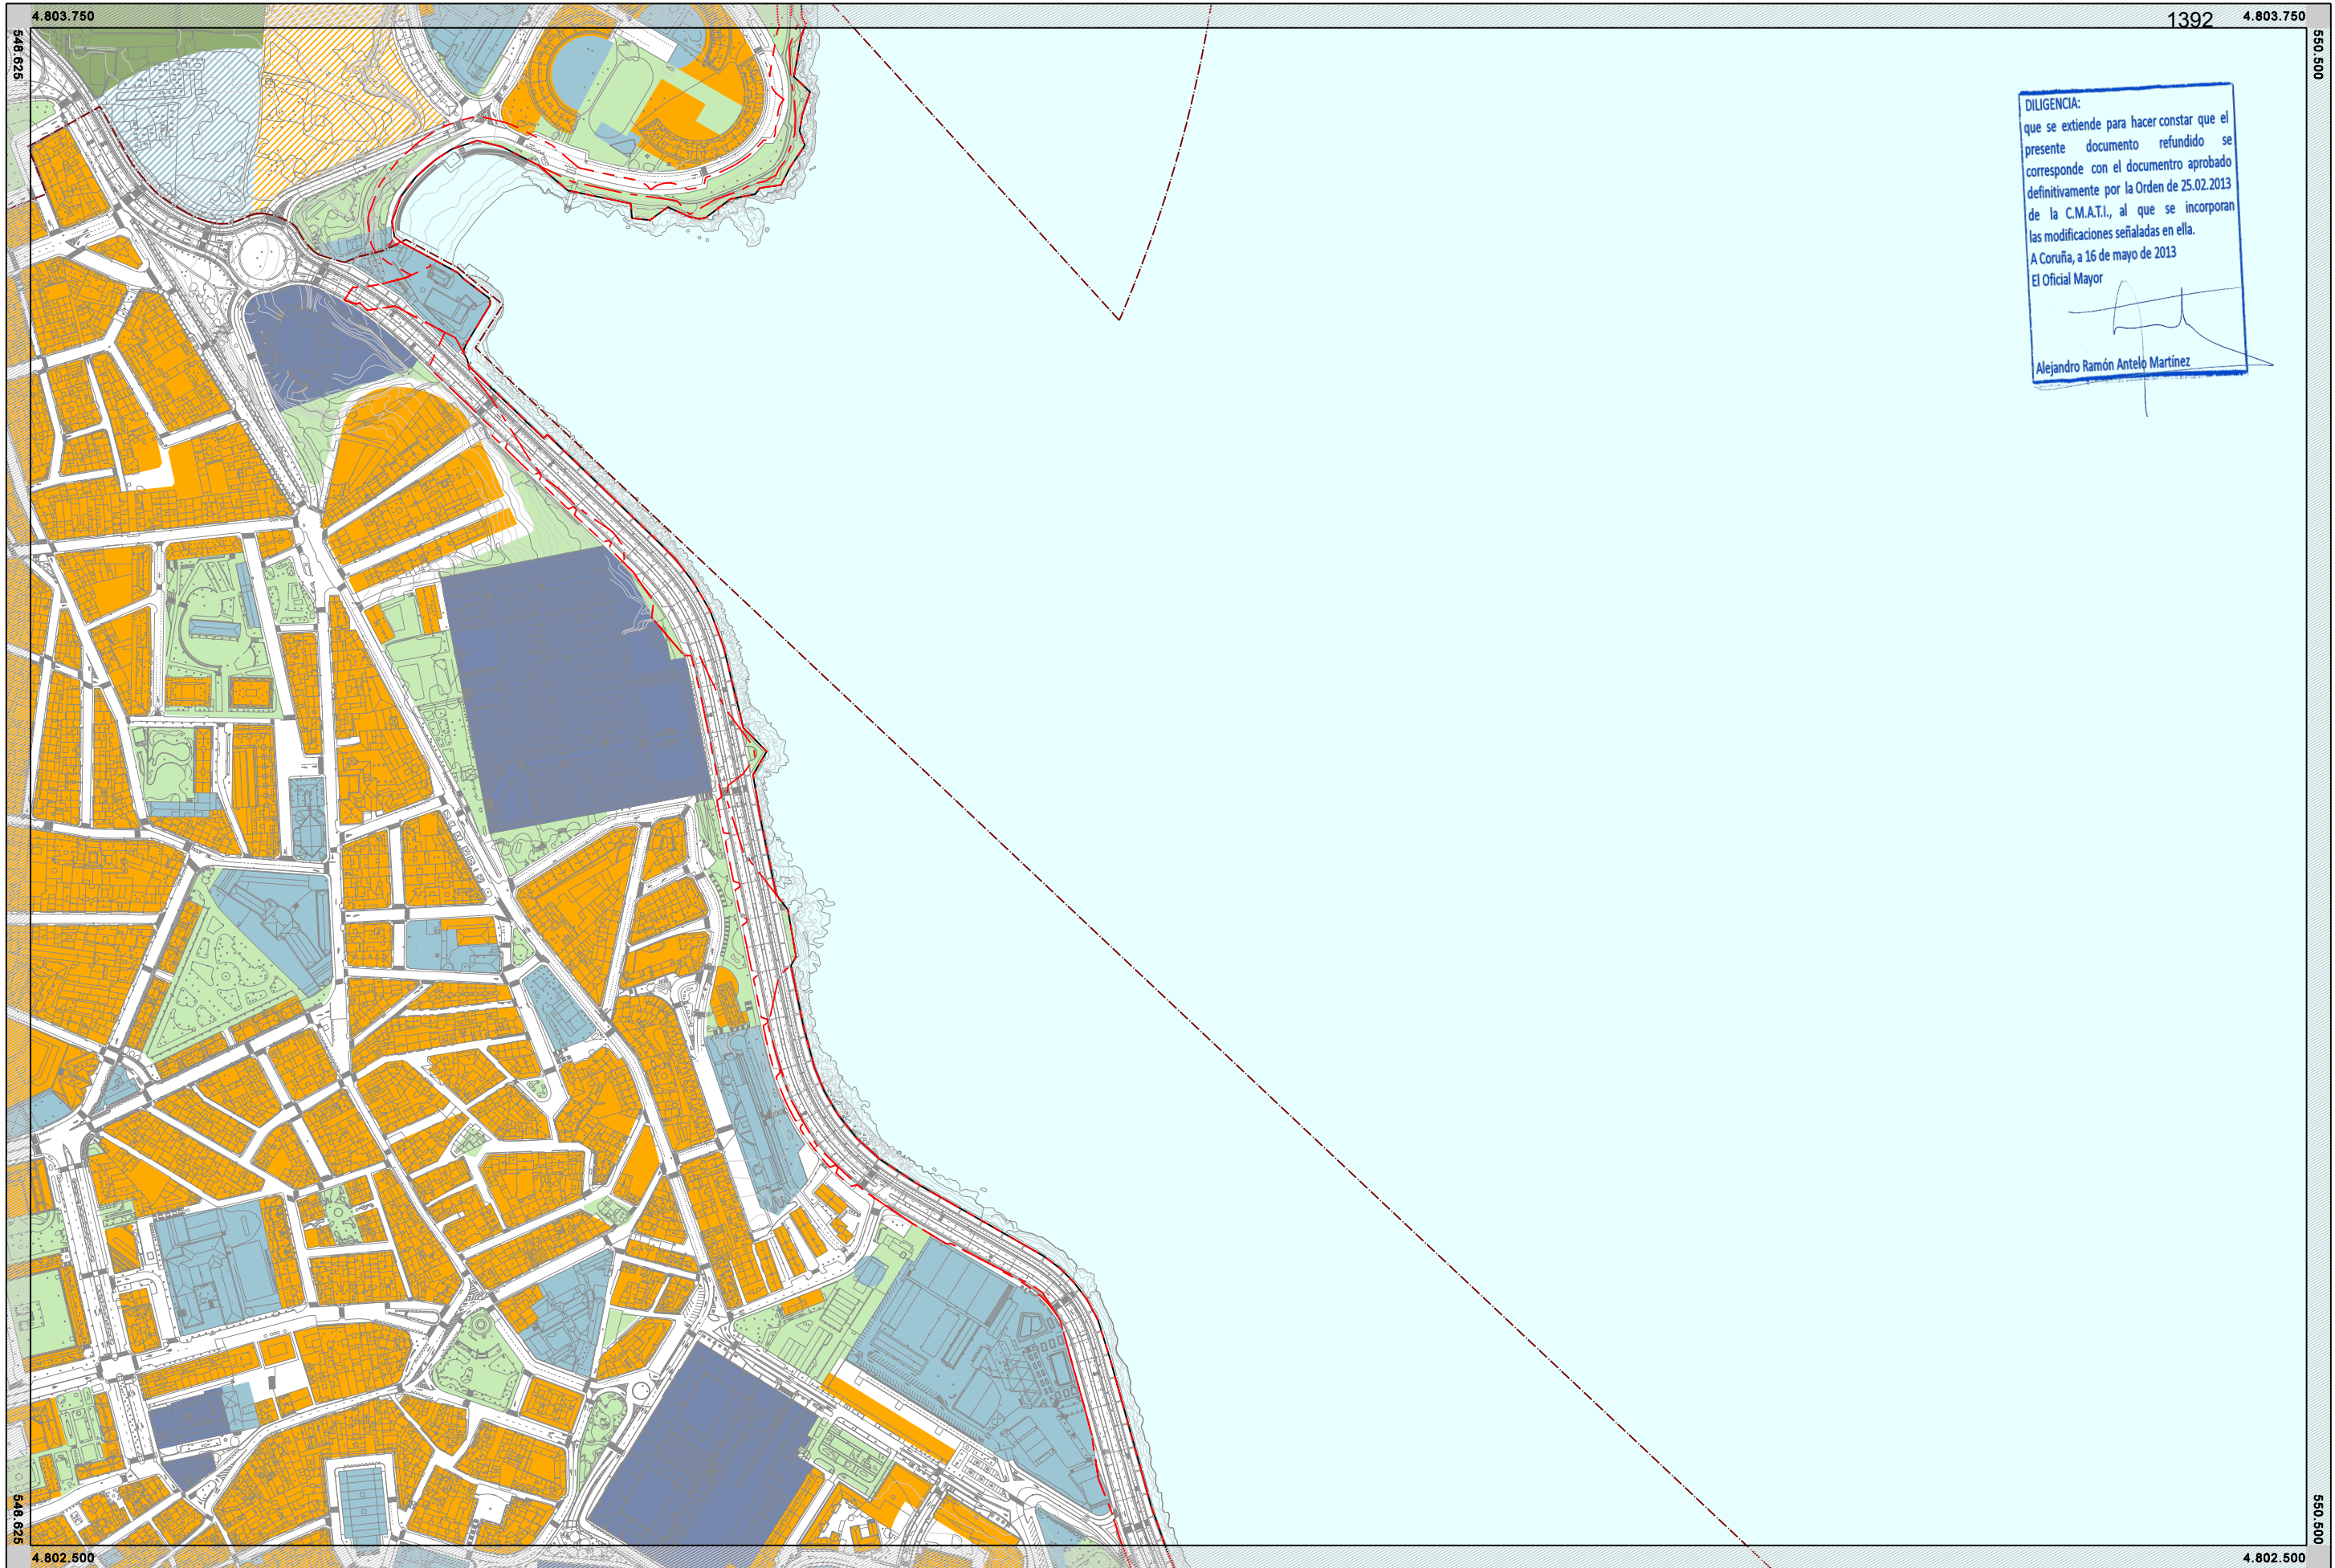 4.803.750
1392
4.803.750
548.625
550.500
DILIGENCIA:
que se extiende para hacer constar que el
presente documento refundido se
corresponde con el documentro aprobado
definitivamente por la Orden de 25.02.2013
de la C.M.A.T.I., al que se incorporan
las modificaciones señaladas en ella.
A Coruña, a 16 de mayo de 2013
El Oficial Mayor
Alejandro Ramón Antelo Martínez
548.625
550.500
4.802.500
4.802.500